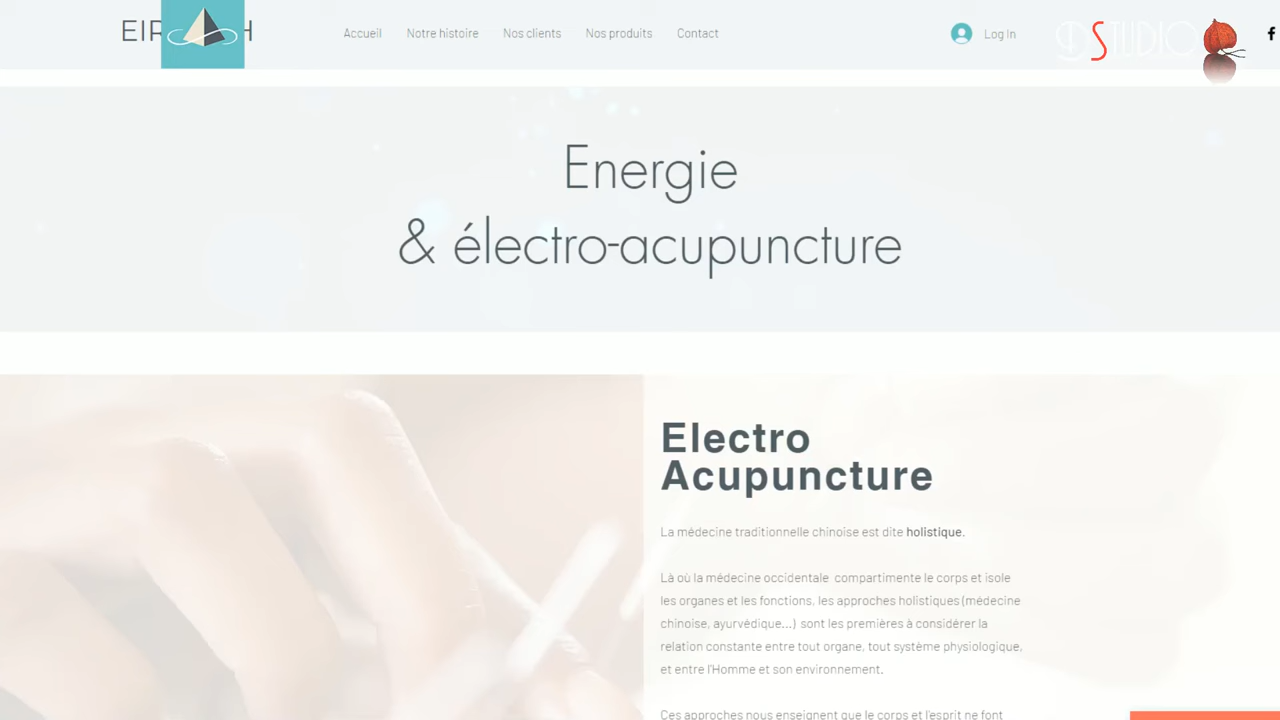 Accueil
Notre histoire
Nos clients
Nos produits
Contact
Log In
STUDIO
Energie
& électro-acupuncture
Electro
Acupuncture
La médecine traditionnelle chinoise est dite holistique.
Là où la médecine occidentale compartimente le corps et isole
les organes et les fonctions, les approches holistiques (médecine
chinoise, ayurvédique...) sont les premières à considérer la
relation constante entre tout organe, tout système physiologique,
et entre l'Homme et son environnement.
Ces approches nous enseignent que le corps et l'esprit ne font